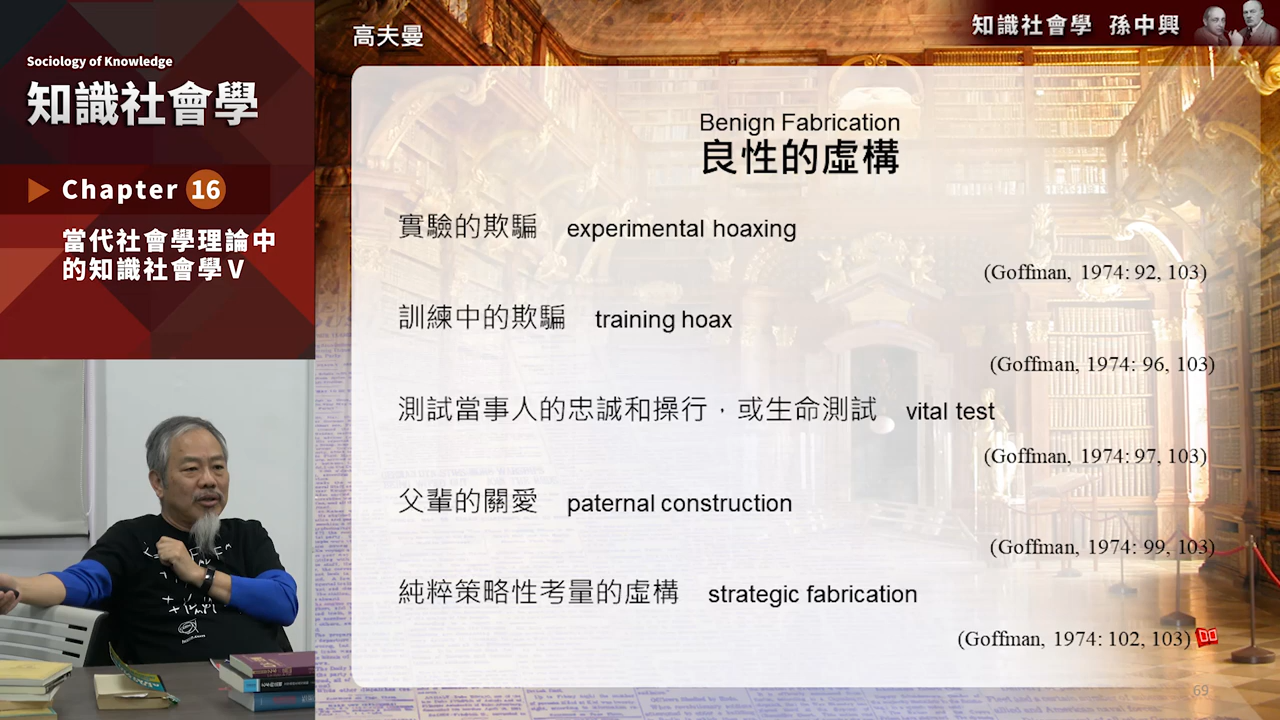 Sociology of Knowledge
知識社會學
Chapter 16
當代社會學理論中
的知識社會學 V
高夫曼
知識社會學 孫中興
Benign Fabrication
良性的虛構
實驗的欺騙 experimental hoaxing
(Goffman, 1974: 92, 103)
訓練中的欺騙 training hoax
(Goffman, 1974: 96, 103)
測試當事人的忠誠和操行，或生命測試 vital test
(Goffman, 1974: 97, 103)
父輩的關愛 paternal construction
(Goffman, 1974: 99, 103)
純粹策略性考量的虛構 strategic fabrication
(Goffman, 1974: 102, 103)
69